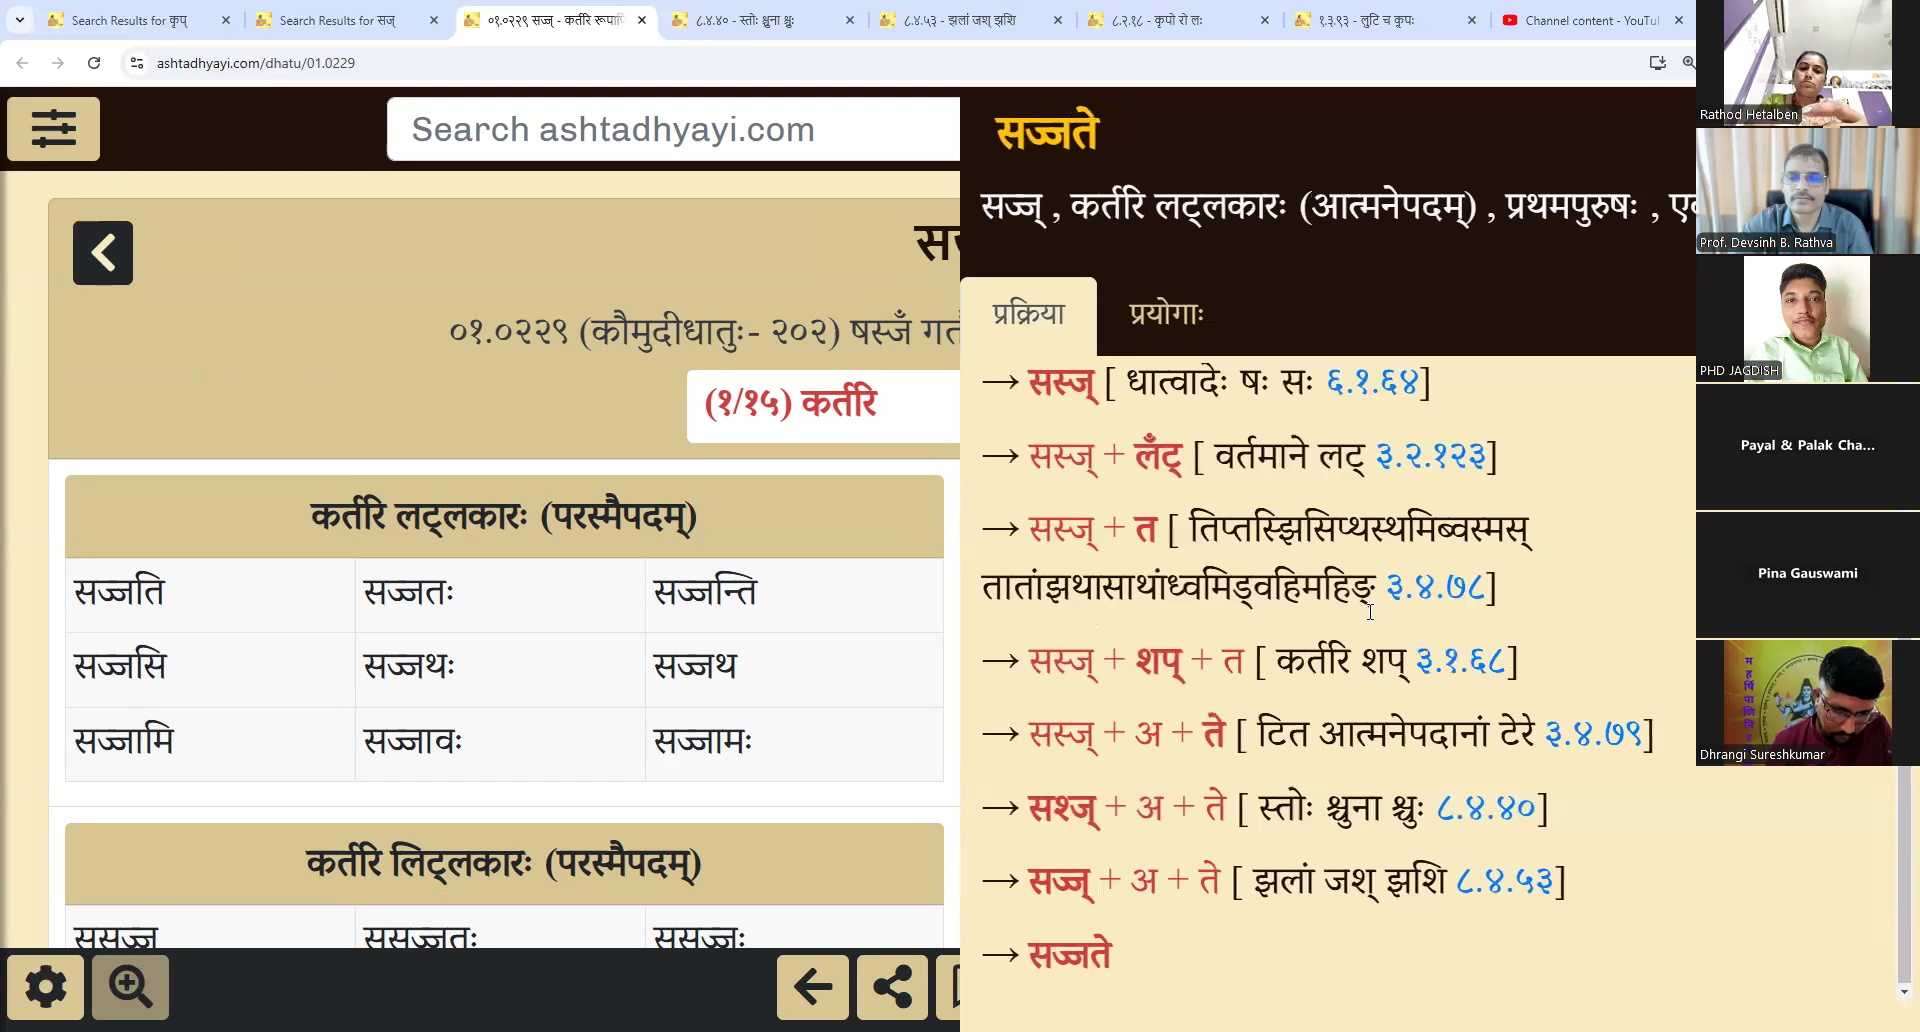 Search Results for कृप्
Search Results for सज्
०१.०२२९ सज्ज् - कर्तरि रूपाणि
८.४.४० - स्तोः श्चुना श्चुः
८.४.५३ - झलां जश् झशि
८.२.१८ - कृपो रो लः
१.३.९३ - लुटि च कॢपः
Channel content - YouTu
ashtadhyayi.com/dhatu/01.0229
Search ashtadhyayi.com
०१.०२२९ (कौमुदीधातुः- २०२) षस्जँ गतौ
(१/१५) कर्तरि
कर्तरि लट्लकारः (परस्मैपदम्)
सज्जति सज्जतः सज्जन्ति
सज्जसि सज्जथः सज्जथ
सज्जामि सज्जावः सज्जामः
कर्तरि लिट्लकारः (परस्मैपदम्)
ससज्ज ससज्जतुः ससज्जुः
सज्जते
सज्ज् , कर्तरि लट्लकारः (आत्मनेपदम्) , प्रथमपुरुषः ,
प्रक्रिया प्रयोगाः
→ सस्ज् [ धात्वादेः षः सः ६.१.६४]
→ सस्ज् + लँट् [ वर्तमाने लट् ३.२.१२३]
→ सस्ज् + त [ तिप्तस्झिसिप्थस्थमिब्वस्मस्
तातांझथासाथांध्वमिड्वहिमहिङ् ३.४.७८]
→ सस्ज् + शप् + त [ कर्तरि शप् ३.१.६८]
→ सस्ज् + अ + ते [ टित आत्मनेपदानां टेरे ३.४.७९]
→ सश्ज् + अ + ते [ स्तोः श्चुना श्चुः ८.४.४०]
→ सज्ज् + अ + ते [ झलां जश् झशि ८.४.५३]
→ सज्जते
Rathod Hetalben
Prof. Devsinh B. Rathva
PHD JAGDISH
Payal & Palak Cha...
Pina Gauswami
Dhrangi Sureshkumar